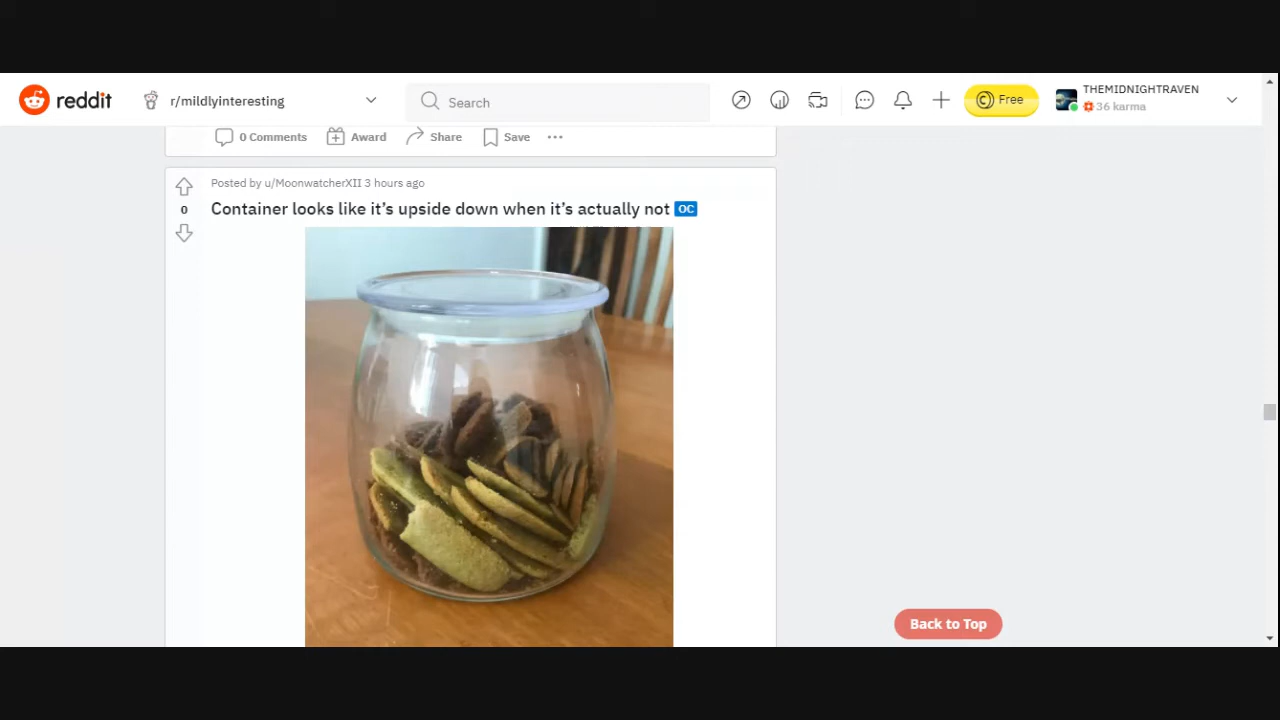 reddit
r/mildlyinteresting
Search
Free
THEMIDNIGHTRAVEN
36 karma
0 Comments
Award
Share
Save
Posted by u/MoonwatcherXII 3 hours ago
0
Container looks like it’s upside down when it’s actually not OC
Back to Top